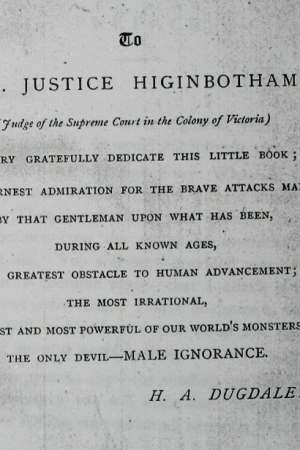 To
. JUSTICE HIGINBOTHAM
Judge of the Supreme Court in the Colony of Victoria)
RY GRATEFULLY DEDICATE THIS LITTLE BOOK;
RNEST ADMIRATION FOR THE BRAVE ATTACKS MA
BY THAT GENTLEMAN UPON WHAT HAS BEEN,
DURING ALL KNOWN AGES,
GREATEST OBSTACLE TO HUMAN ADVANCEMENT;
THE MOST IRRATIONAL,
ST AND MOST POWERFUL OF OUR WORLD'S MONSTERS
THE ONLY DEVIL—MALE IGNORANCE.
H. A. DUGDALE.